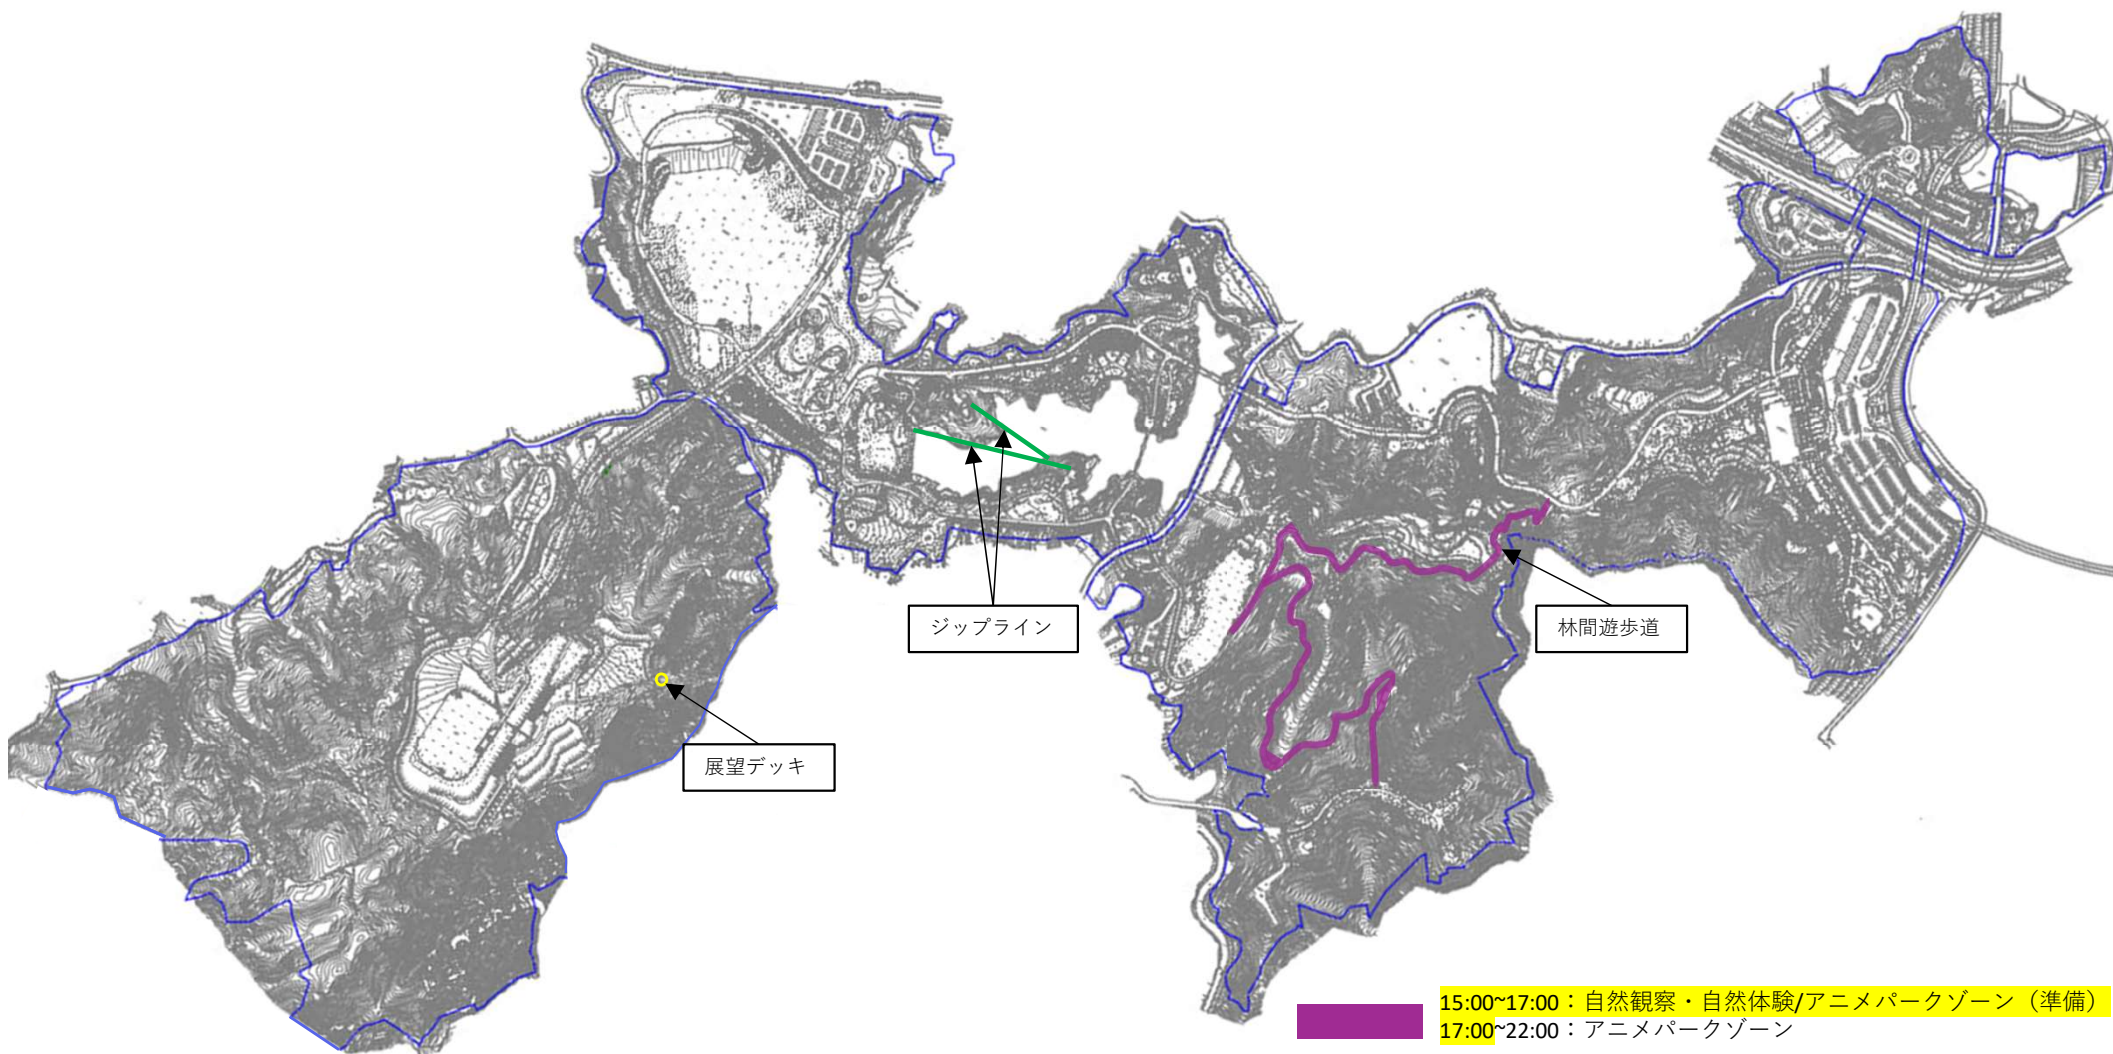 ジップライン
林間遊歩道
展望デッキ
15:00~17:00：自然観察・自然体験/アニメパークゾーン（準備）
17:00~22:00：アニメパークゾーン